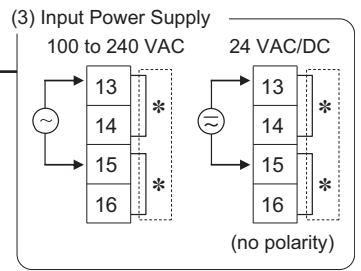 (3) Input Power Supply
100 to 240 VAC 24 VAC/DC
13 13
* *
14 14
15 15
* *
16 16
(no polarity)